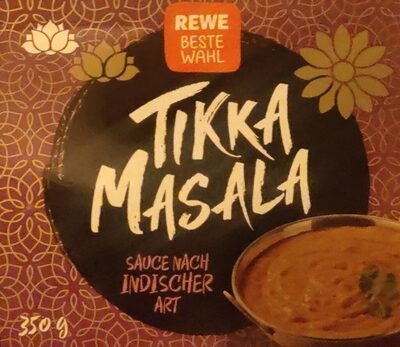 REWE
BESTE
WAHL
TIKKA
MASALA
SAUCE NACH
INDISCHER
ART
350 g